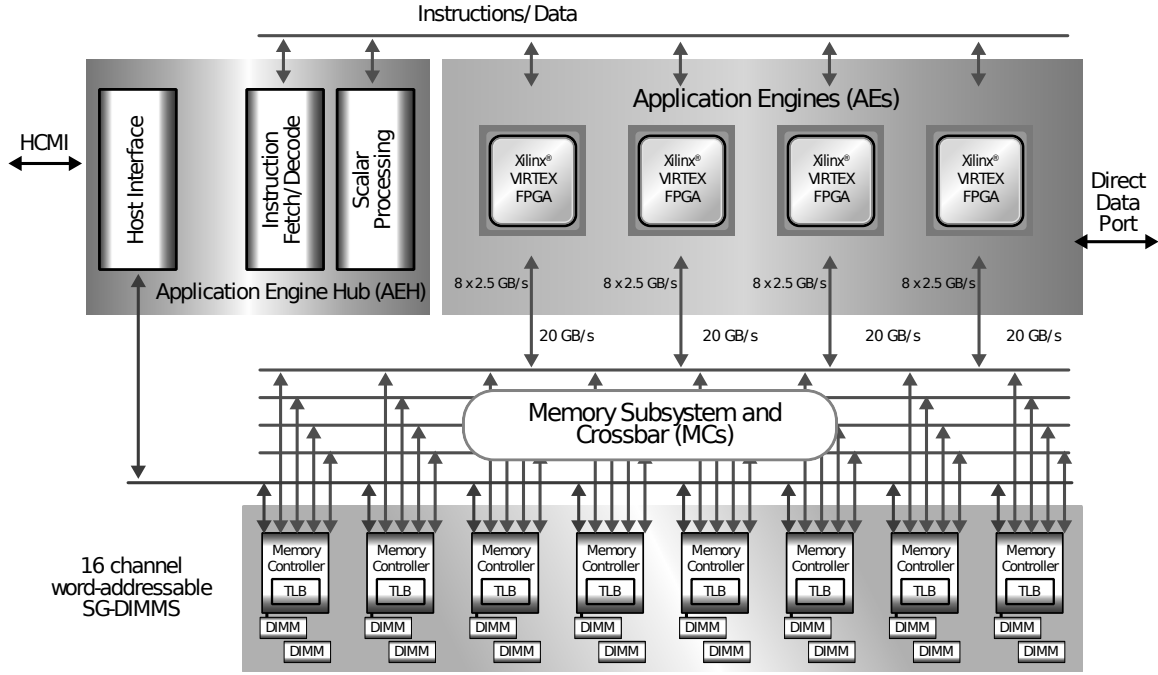 Instructions/Data
Application Engines (AEs)
HCMI
Host Interface
Instruction
Fetch/Decode
Scalar
Processing
Xilinx®
VIRTEX
FPGA
Xilinx®
VIRTEX
FPGA
Xilinx®
VIRTEX
FPGA
Xilinx®
VIRTEX
FPGA
Direct
Data
Port
Application Engine Hub (AEH)
8 x 2.5 GB/s
8 x 2.5 GB/s
8 x 2.5 GB/s
8 x 2.5 GB/s
20 GB/s
20 GB/s
20 GB/s
20 GB/s
Memory Subsystem and
Crossbar (MCs)
16 channel
word-addressable
SG-DIMMS
Memory
Controller
TLB
DIMM
DIMM
Memory
Controller
TLB
DIMM
DIMM
Memory
Controller
TLB
DIMM
DIMM
Memory
Controller
TLB
DIMM
DIMM
Memory
Controller
TLB
DIMM
DIMM
Memory
Controller
TLB
DIMM
DIMM
Memory
Controller
TLB
DIMM
DIMM
Memory
Controller
TLB
DIMM
DIMM